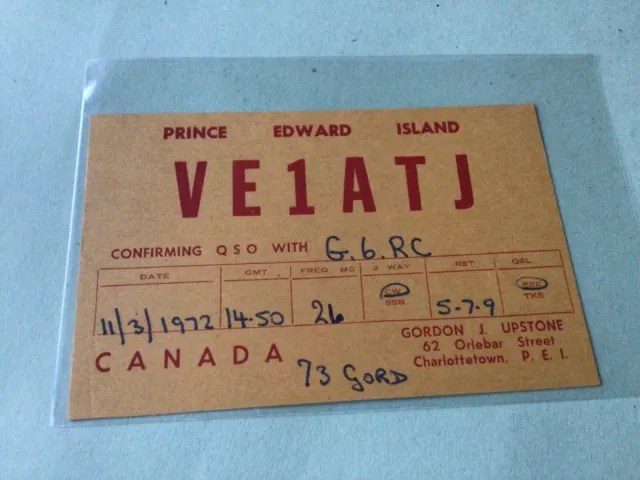 PRINCE EDWARD ISLAND
VE1ATJ
CONFIRMING QSO WITH G.6.RC
DATE GMT FREQ MC 2 WAY RST QSL
CW PSE
SSB TKS
11/3/1972 14-50 26 5-7-9
GORDON J. UPSTONE
62 Orlebar Street
CANADA Charlottetown, P. E. I.
73 GORD